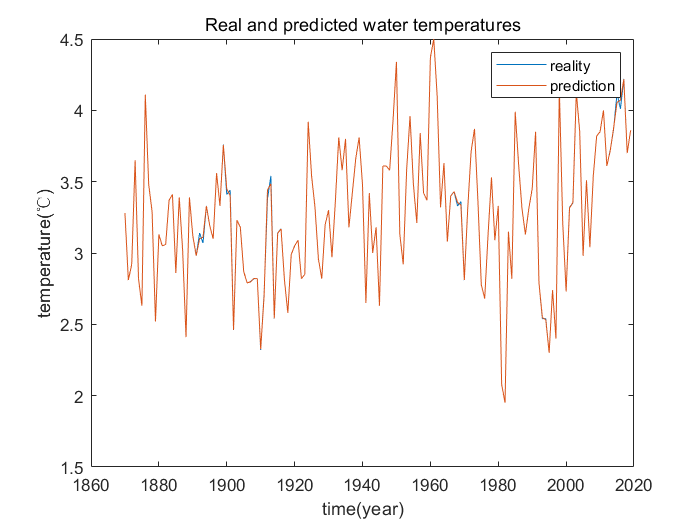 Real and predicted water temperatures
4.5
4
3.5
3
2.5
2
1.5
temperature(℃)
reality
prediction
1860 1880 1900 1920 1940 1960 1980 2000 2020
time(year)